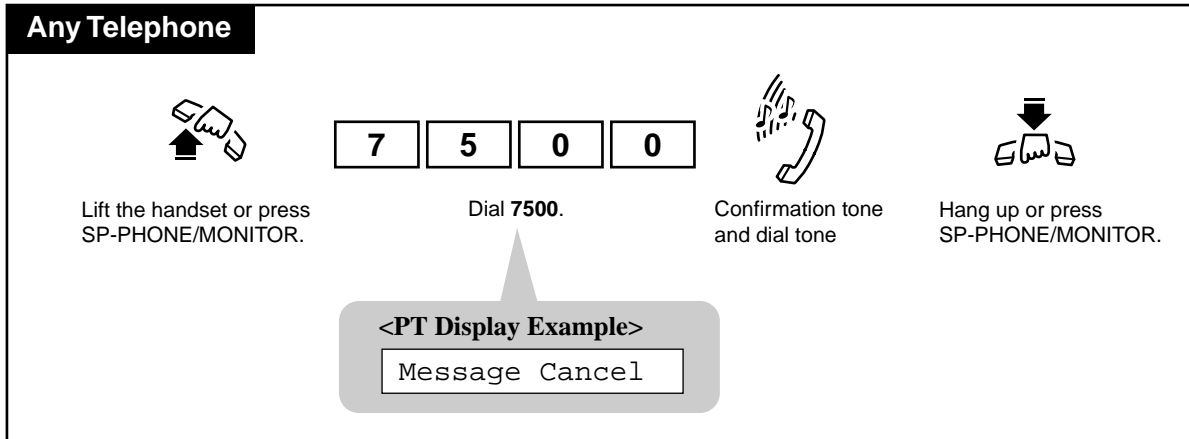 Any Telephone
7 5 0 0
Lift the handset or press
SP-PHONE/MONITOR.
Dial 7500.
Confirmation tone
and dial tone
Hang up or press
SP-PHONE/MONITOR.
<PT Display Example>
Message Cancel